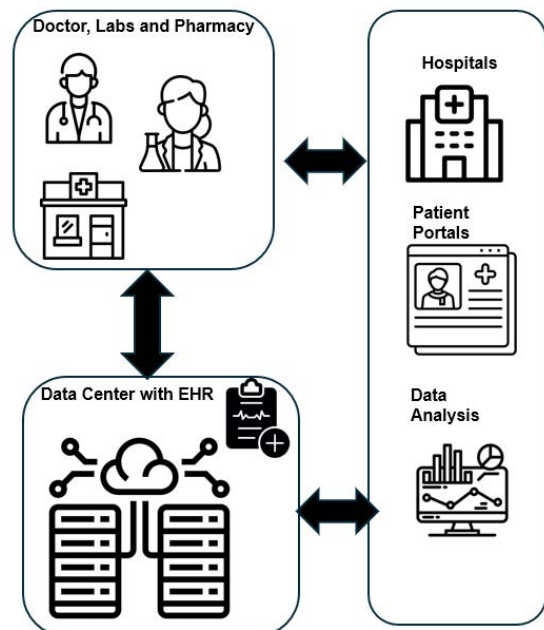 Doctor, Labs and Pharmacy
Hospitals
Patient
Portals
Data Center with EHR
Data
Analysis